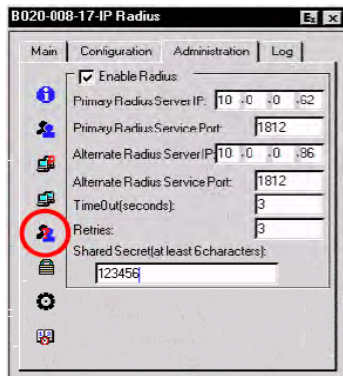 B020-008-17-IP Radius
Ex
Main Configuration Administration Log
Enable Radius
Primary Radius Server IP: 10 .0 .0 .62
Primary Radius Service Port: 1812
Alternate Radius Server IP: 10 .0 .0 .86
Alternate Radius Service Port: 1812
TimeOut(seconds): 3
Retries: 3
Shared Secret(at least 6 characters):
123456